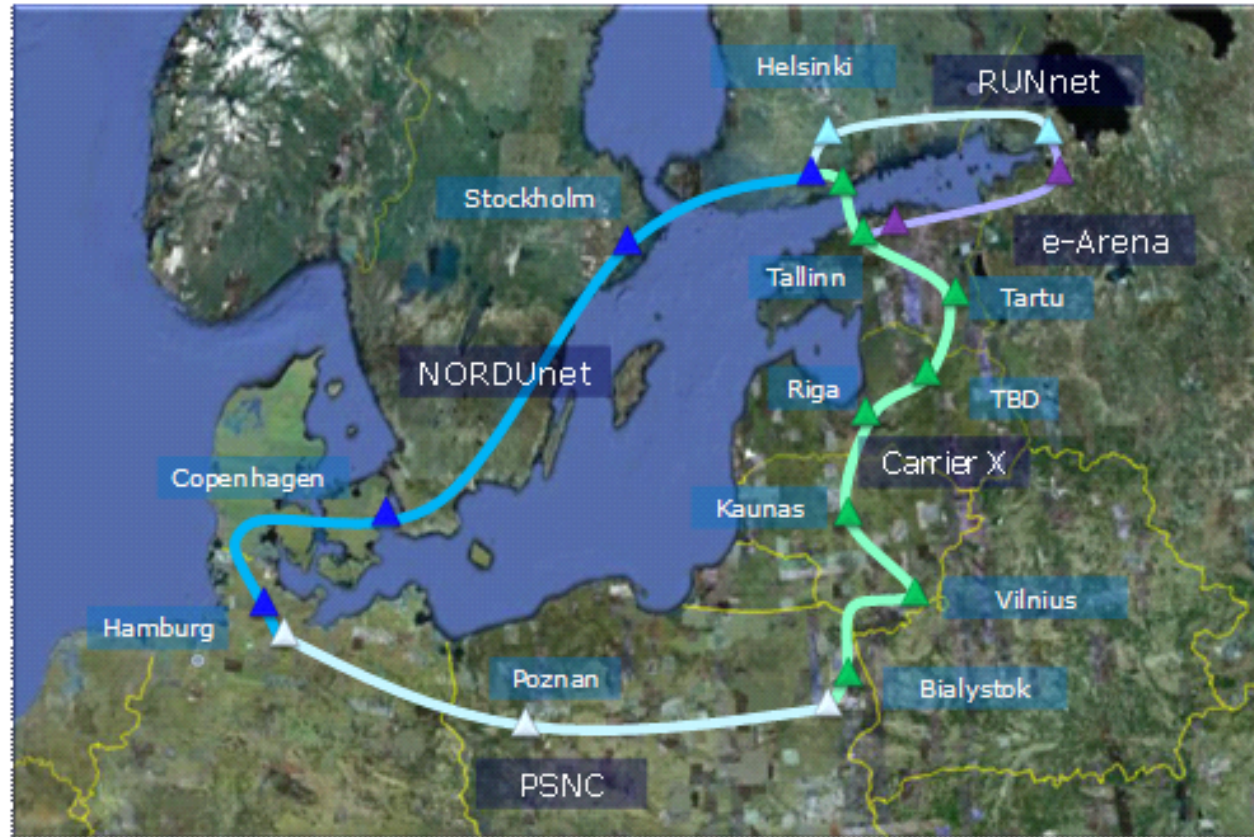 Helsinki
RUNnet
Stockholm
e-Arena
Tallinn
Tartu
NORDUnet
Riga
TBD
Carrier X
Copenhagen
Kaunas
Vilnius
Hamburg
Poznan
Bialystok
PSNC